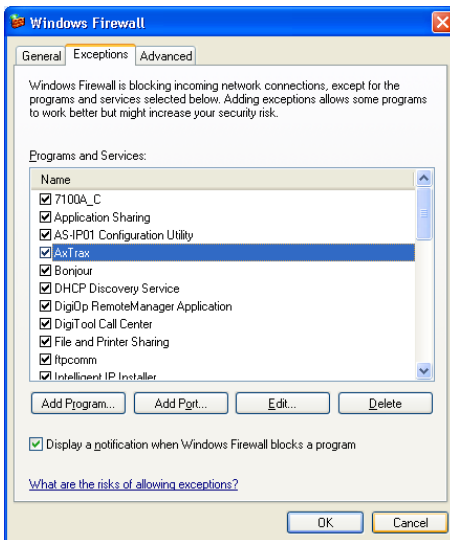 Windows Firewall
General Exceptions Advanced
Windows Firewall is blocking incoming network connections, except for the
programs and services selected below. Adding exceptions allows some programs
to work better but might increase your security risk.
Programs and Services:
Name
7100A_C
Application Sharing
AS-IP01 Configuration Utility
AxTrax
Bonjour
DHCP Discovery Service
DigiOp RemoteManager Application
DigiTool Call Center
File and Printer Sharing
ftpcomm
Intelligent IP Installer
Add Program... Add Port... Edit... Delete
Display a notification when Windows Firewall blocks a program
What are the risks of allowing exceptions?
OK Cancel